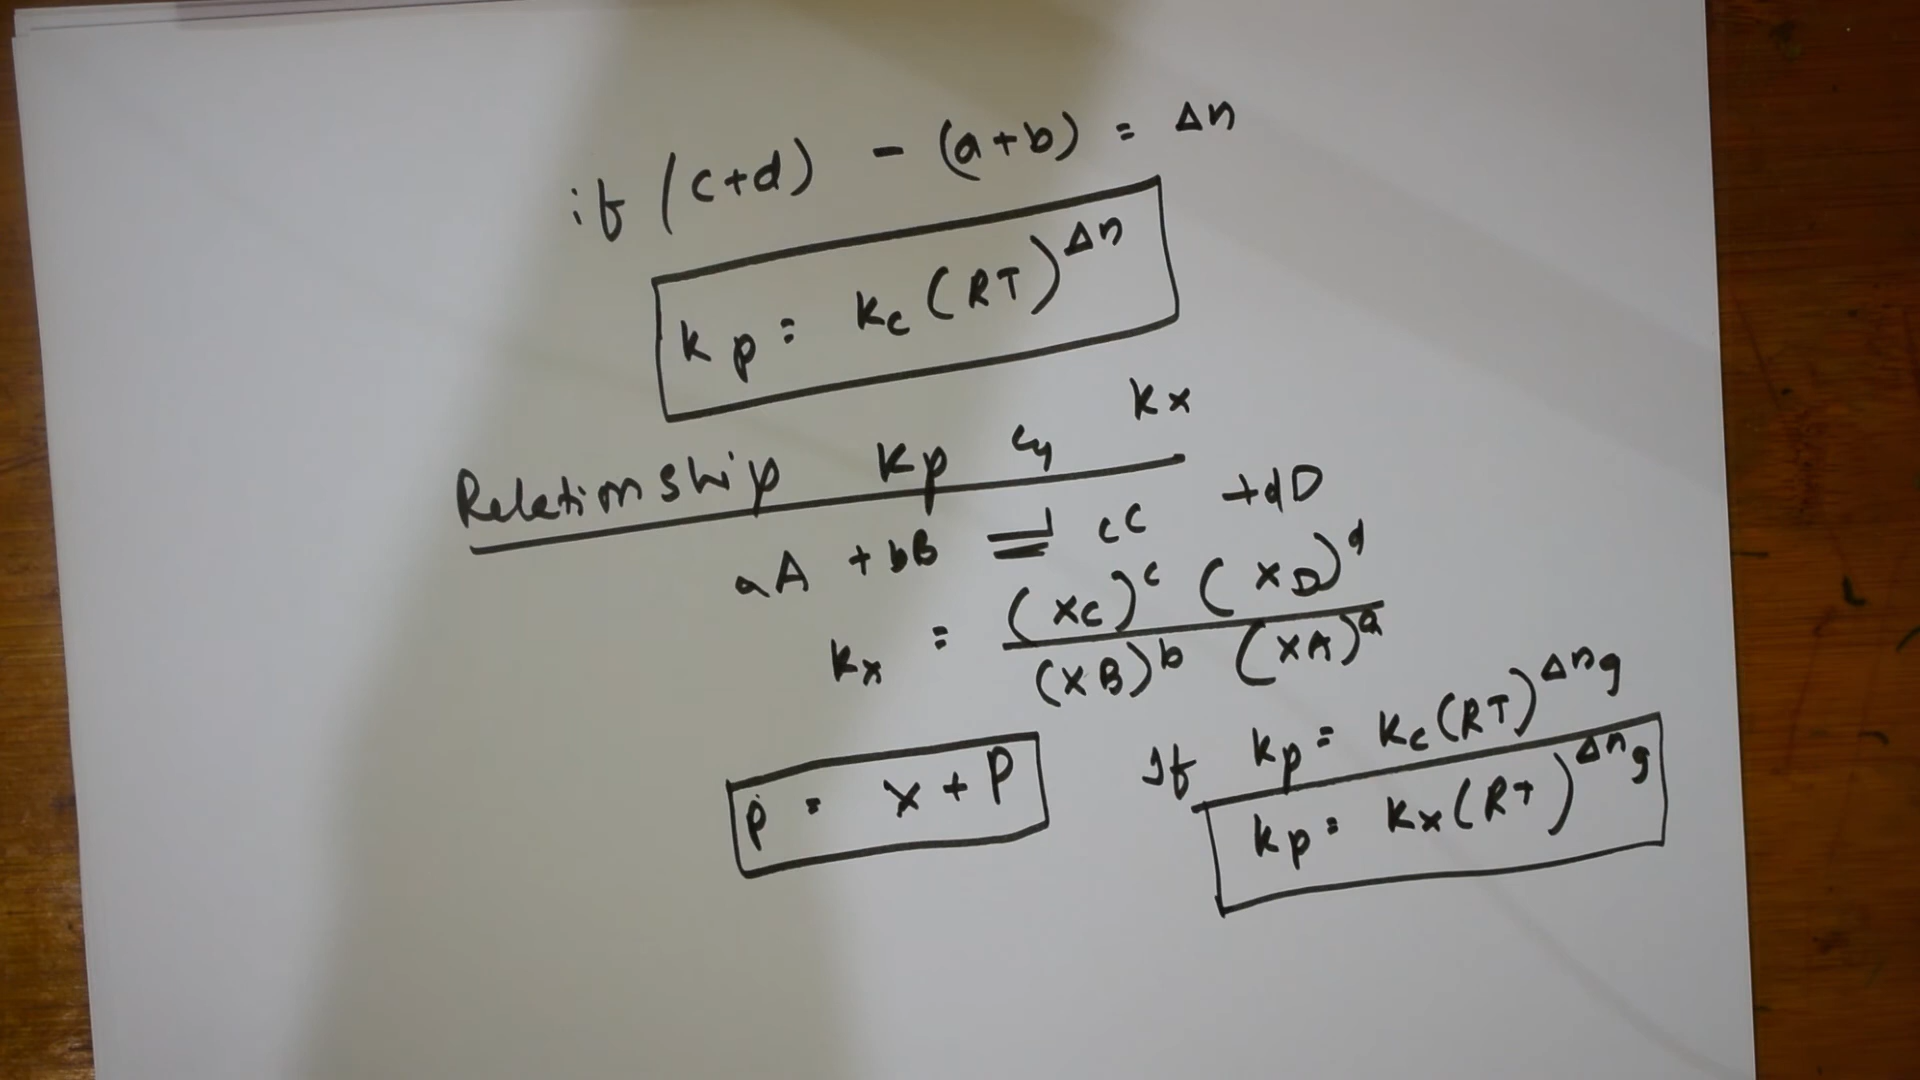 if (c+d) - (a+b) = Δn
kp = kc (RT)^Δn
Relationship kp & kx
aA + bB ⇌ cC + dD
kx = (xC)^c (xD)^d / (xB)^b (xA)^a
p = x + P
If kp = kc (RT)^Δng
kp = kx (RT)^Δng